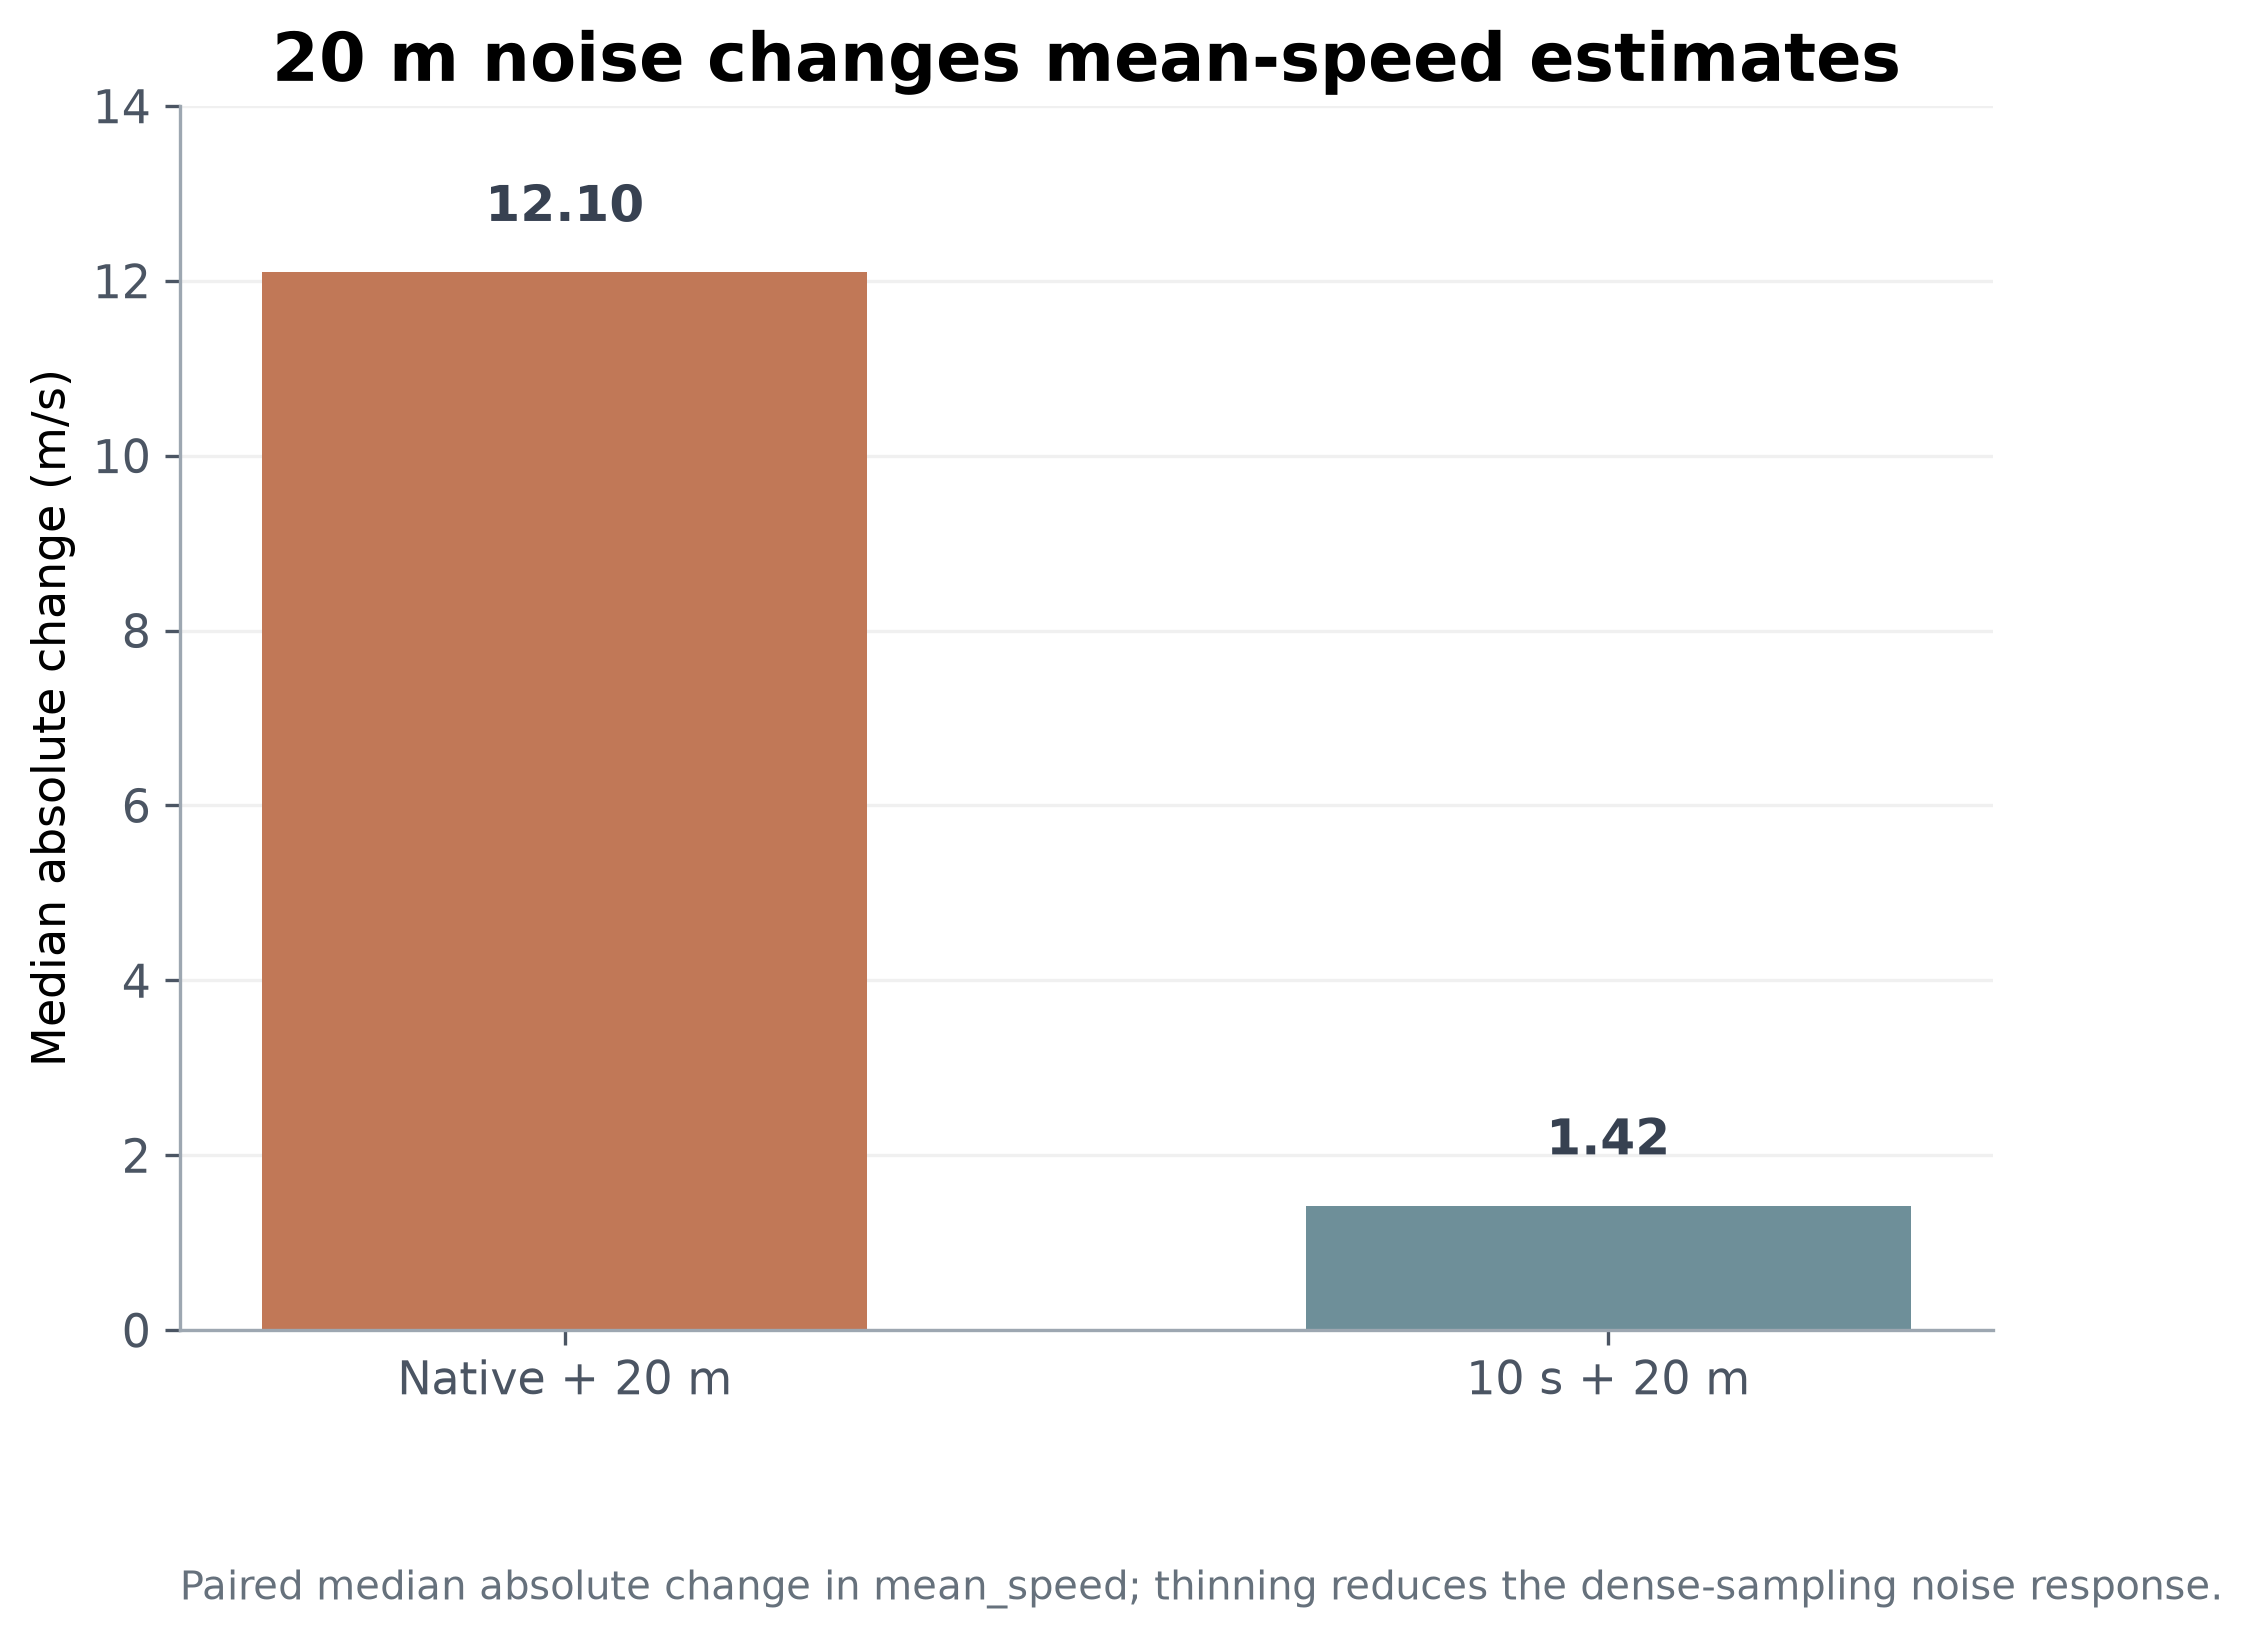 20 m noise changes mean-speed estimates
Median absolute change (m/s)
14
12
10
8
6
4
2
0
12.10
1.42
Native + 20 m
10 s + 20 m
Paired median absolute change in mean_speed; thinning reduces the dense-sampling noise response.